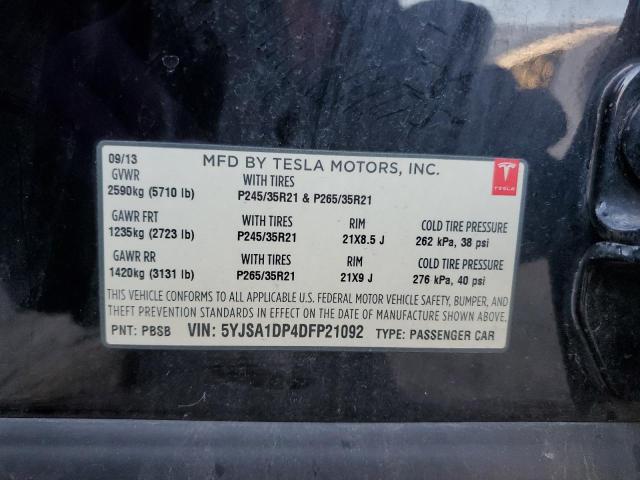 09/13 MFD BY TESLA MOTORS, INC.
GVWR WITH TIRES
2590kg (5710 lb) P245/35R21 & P265/35R21
TESLA
GAWR FRT WITH TIRES RIM COLD TIRE PRESSURE
1235kg (2723 lb) P245/35R21 21X8.5 J 262 kPa, 38 psi
GAWR RR WITH TIRES RIM COLD TIRE PRESSURE
1420kg (3131 lb) P265/35R21 21X9 J 276 kPa, 40 psi
THIS VEHICLE CONFORMS TO ALL APPLICABLE U.S. FEDERAL MOTOR VEHICLE SAFETY, BUMPER, AND
THEFT PREVENTION STANDARDS IN EFFECT ON THE DATE OF MANUFACTURE SHOWN ABOVE.
PNT: PBSB VIN: 5YJSA1DP4DFP21092 TYPE: PASSENGER CAR